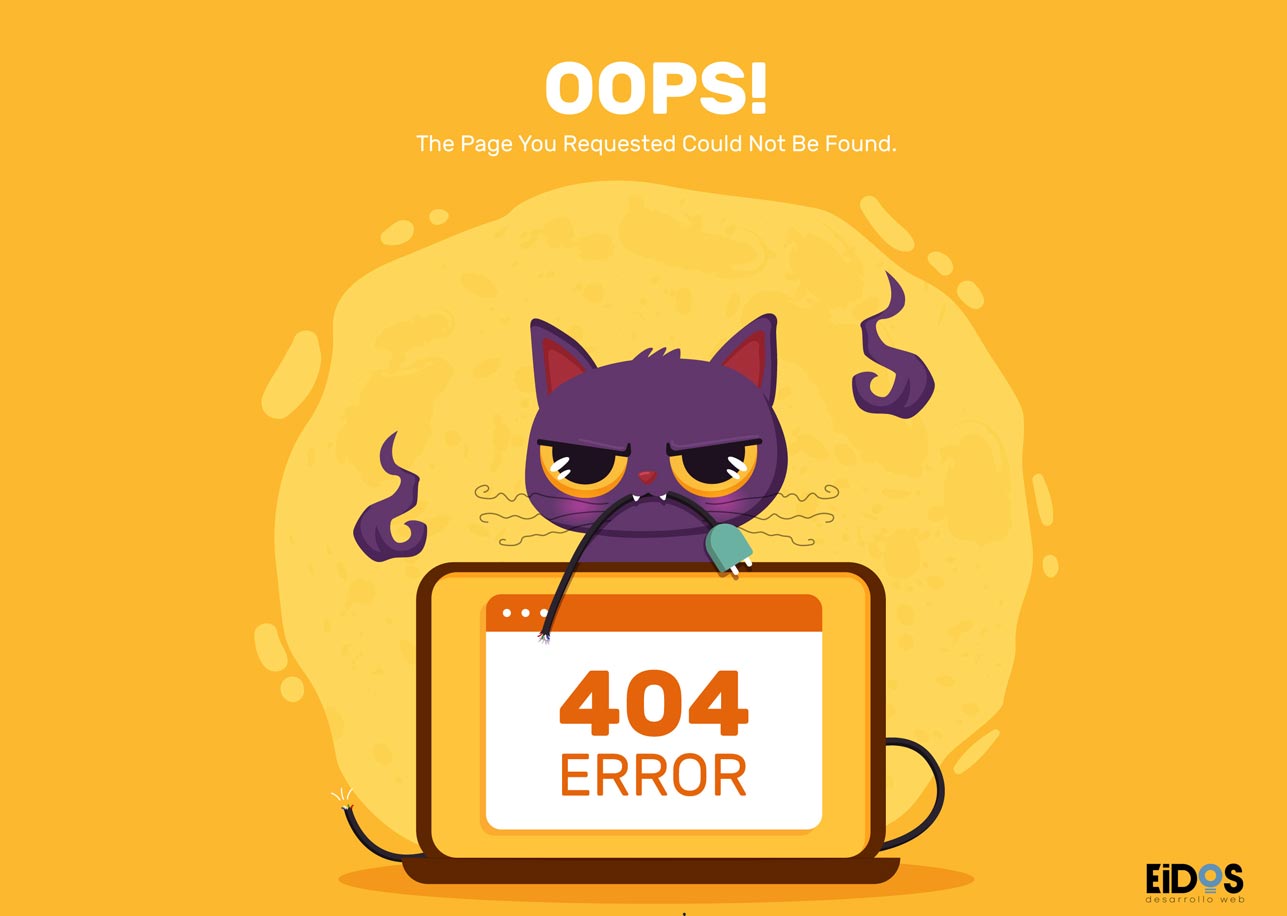 OOPS!
The Page You Requested Could Not Be Found.
404
ERROR
EiDOS
desarrollo web